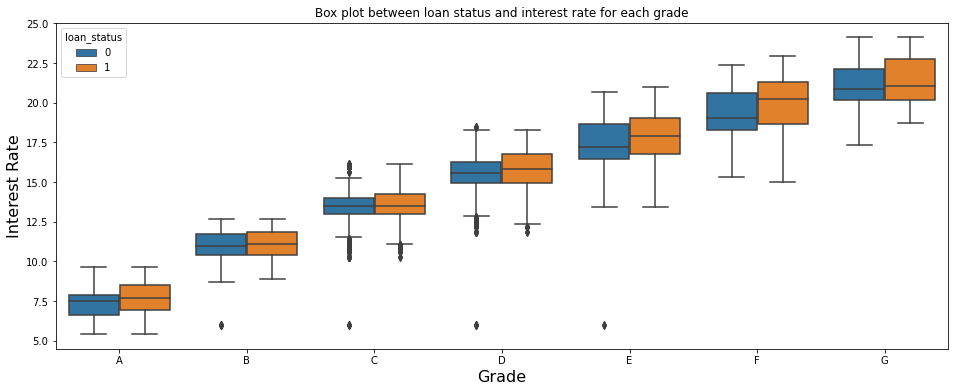 Box plot between loan status and interest rate for each grade
loan_status
0
1
Interest Rate
25.0
22.5
20.0
17.5
15.0
12.5
10.0
7.5
5.0
A B C D E F G
Grade